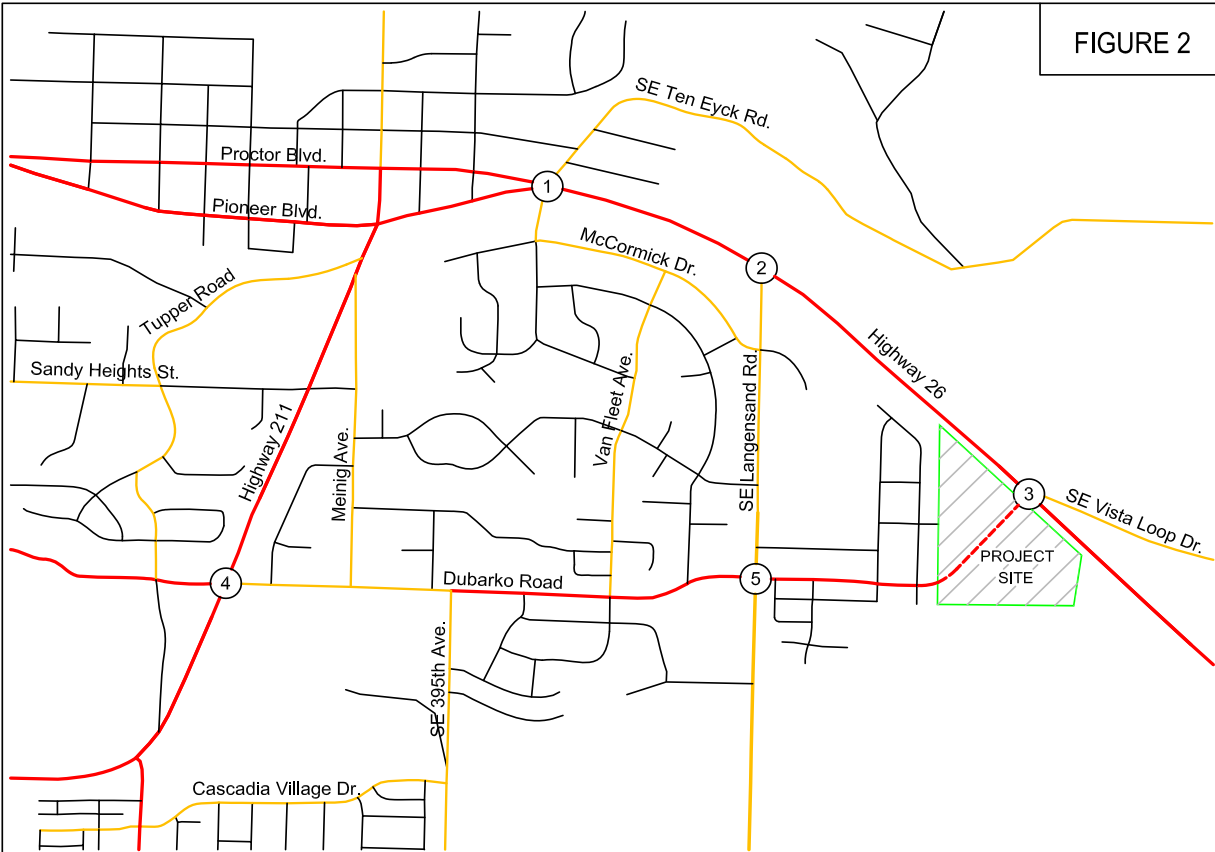 FIGURE 2
SE Ten Eyck Rd.
Proctor Blvd.
1
Pioneer Blvd.
McCormick Dr.
2
Tupper Road
Highway 26
Sandy Heights St.
Van Fleet Ave.
SE Langensand Rd.
Highway 211
Meinig Ave.
3
SE Vista Loop Dr.
PROJECT
SITE
4
Dubarko Road
5
SE 395th Ave.
Cascadia Village Dr.